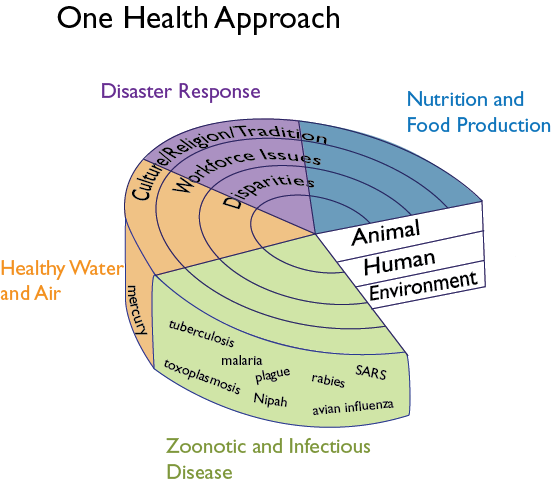 One Health Approach
Disaster Response
Nutrition and
Food Production
Culture/Religion/Tradition
Workforce Issues
Disparities
Animal
Human
Environment
Healthy Water
and Air
mercury
tuberculosis
malaria
toxoplasmosis
plague
Nipah
rabies
SARS
avian influenza
Zoonotic and Infectious
Disease